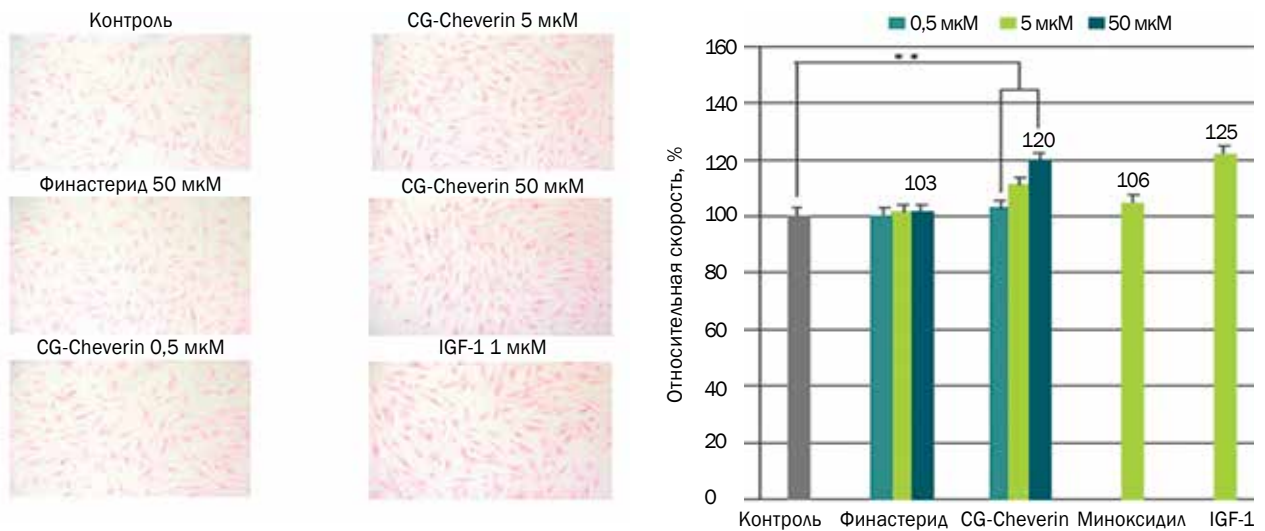 Контроль
CG-Cheverin 5 мкМ
Финастерид 50 мкМ
CG-Cheverin 50 мкМ
CG-Cheverin 0,5 мкМ
IGF-1 1 мкМ
0,5 мкМ
5 мкМ
50 мкМ
Относительная скорость, %
160
140
120
100
80
60
40
20
0
**
103
120
106
125
Контроль
Финастерид
CG-Cheverin
Миноксидил
IGF-1